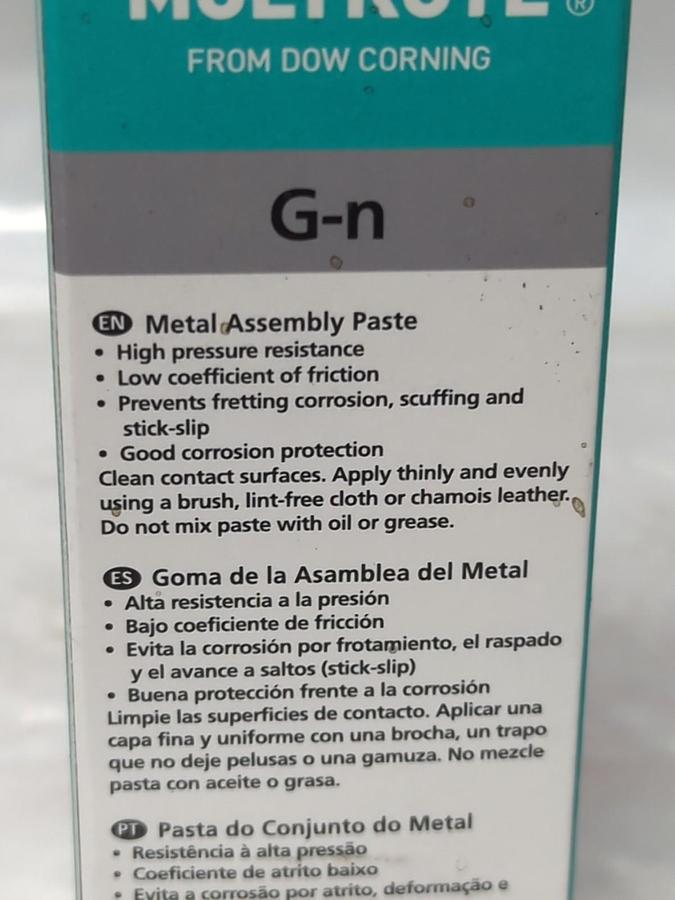 MOLYKOTE®
FROM DOW CORNING
G-n
EN Metal Assembly Paste
• High pressure resistance
• Low coefficient of friction
• Prevents fretting corrosion, scuffing and
stick-slip
• Good corrosion protection
Clean contact surfaces. Apply thinly and evenly
using a brush, lint-free cloth or chamois leather.
Do not mix paste with oil or grease.
ES Goma de la Asamblea del Metal
• Alta resistencia a la presión
• Bajo coeficiente de fricción
• Evita la corrosión por frotamiento, el raspado
y el avance a saltos (stick-slip)
• Buena protección frente a la corrosión
Limpie las superficies de contacto. Aplicar una
capa fina y uniforme con una brocha, un trapo
que no deje pelusas o una gamuza. No mezcle
pasta con aceite o grasa.
PT Pasta do Conjunto do Metal
• Resistência à alta pressão
• Coeficiente de atrito baixo
• Evita a corrosão por atrito, deformação e